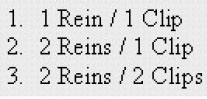 1. 1 Rein / 1 Clip
2. 2 Reins / 1 Clip
3. 2 Reins / 2 Clips